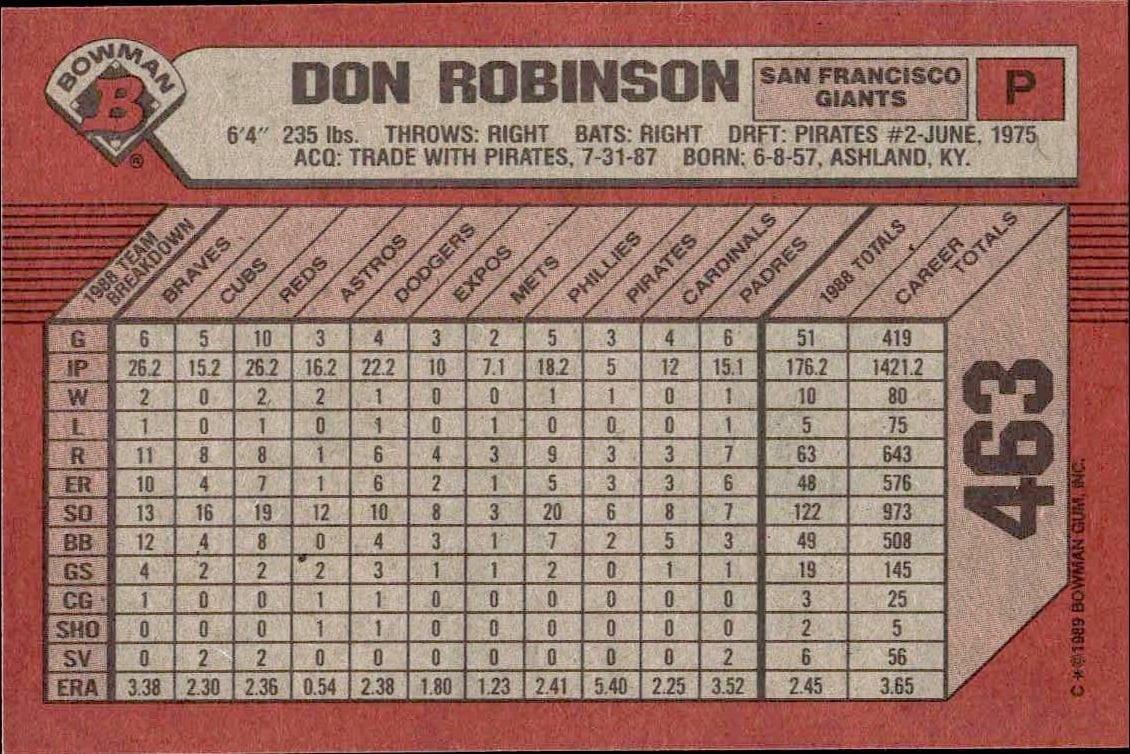 BOWMAN
B
®
DON ROBINSON
SAN FRANCISCO
GIANTS
P
6'4" 235 lbs. THROWS: RIGHT BATS: RIGHT DRFT: PIRATES #2-JUNE, 1975
ACQ: TRADE WITH PIRATES, 7-31-87 BORN: 6-8-57, ASHLAND, KY.
1988 TEAM BREAKDOWN BRAVES CUBS REDS ASTROS DODGERS EXPOS METS PHILLIES PIRATES CARDINALS PADRES 1988 TOTALS CAREER TOTALS
G 6 5 10 3 4 3 2 5 3 4 6 51 419
IP 26.2 15.2 26.2 16.2 22.2 10 7.1 18.2 5 12 15.1 176.2 1421.2
W 2 0 2 2 1 0 0 1 1 0 1 10 80
L 1 0 1 0 1 0 1 0 0 0 1 5 75
R 11 8 8 1 6 4 3 9 3 3 7 63 643
ER 10 4 7 1 6 2 1 5 3 3 6 48 576
SO 13 16 19 12 10 8 3 20 6 8 7 122 973
BB 12 4 8 0 4 3 1 7 2 5 3 49 508
GS 4 2 2 2 3 1 1 2 0 1 1 19 145
CG 1 0 0 1 1 0 0 0 0 0 0 3 25
SHO 0 0 0 1 1 0 0 0 0 0 0 2 5
SV 0 2 2 0 0 0 0 0 0 0 2 6 56
ERA 3.38 2.30 2.36 0.54 2.38 1.80 1.23 2.41 5.40 2.25 3.52 2.45 3.65
463
C *©1989 BOWMAN GUM, INC.